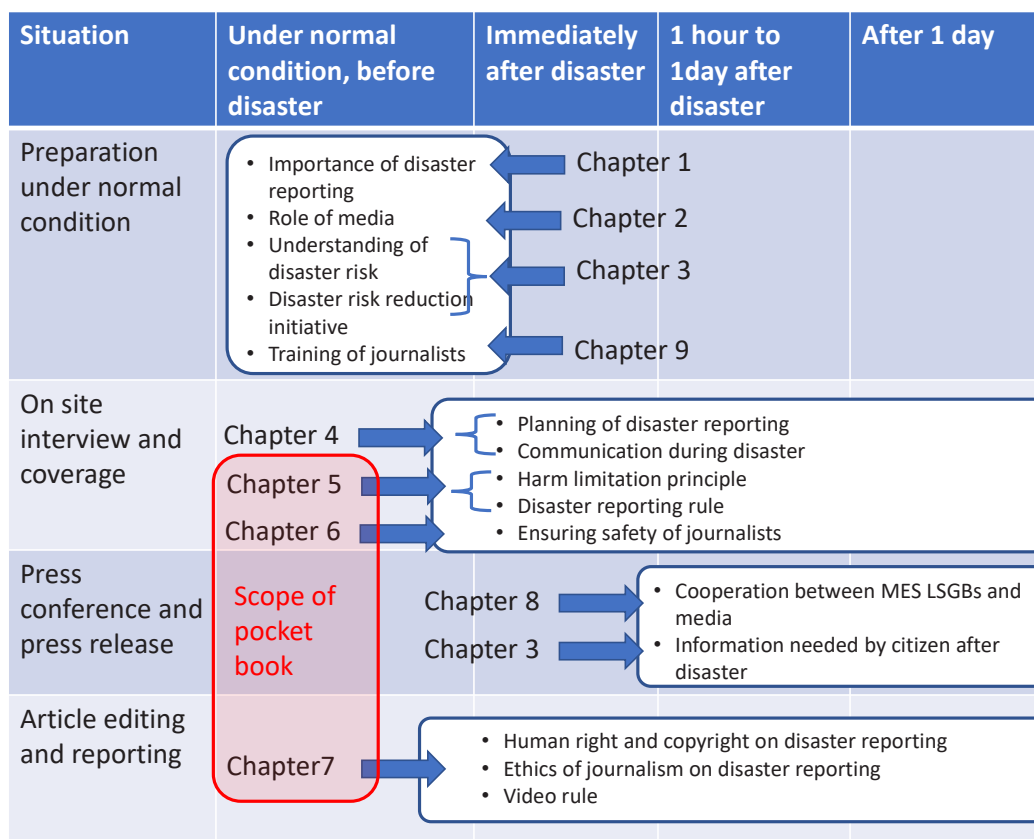 Situation
Under normal
condition, before
disaster
Immediately
after disaster
1 hour to
1day after
disaster
After 1 day
Preparation
under normal
condition
• Importance of disaster
reporting
• Role of media
• Understanding of
disaster risk
• Disaster risk reduction
initiative
• Training of journalists
Chapter 1
Chapter 2
Chapter 3
Chapter 9
On site
interview and
coverage
Chapter 4
Chapter 5
Chapter 6
• Planning of disaster reporting
• Communication during disaster
• Harm limitation principle
• Disaster reporting rule
• Ensuring safety of journalists
Press
conference and
press release
Scope of
pocket
book
Chapter 8
Chapter 3
• Cooperation between MES LSGBs and
media
• Information needed by citizen after
disaster
Article editing
and reporting
Chapter7
• Human right and copyright on disaster reporting
• Ethics of journalism on disaster reporting
• Video rule